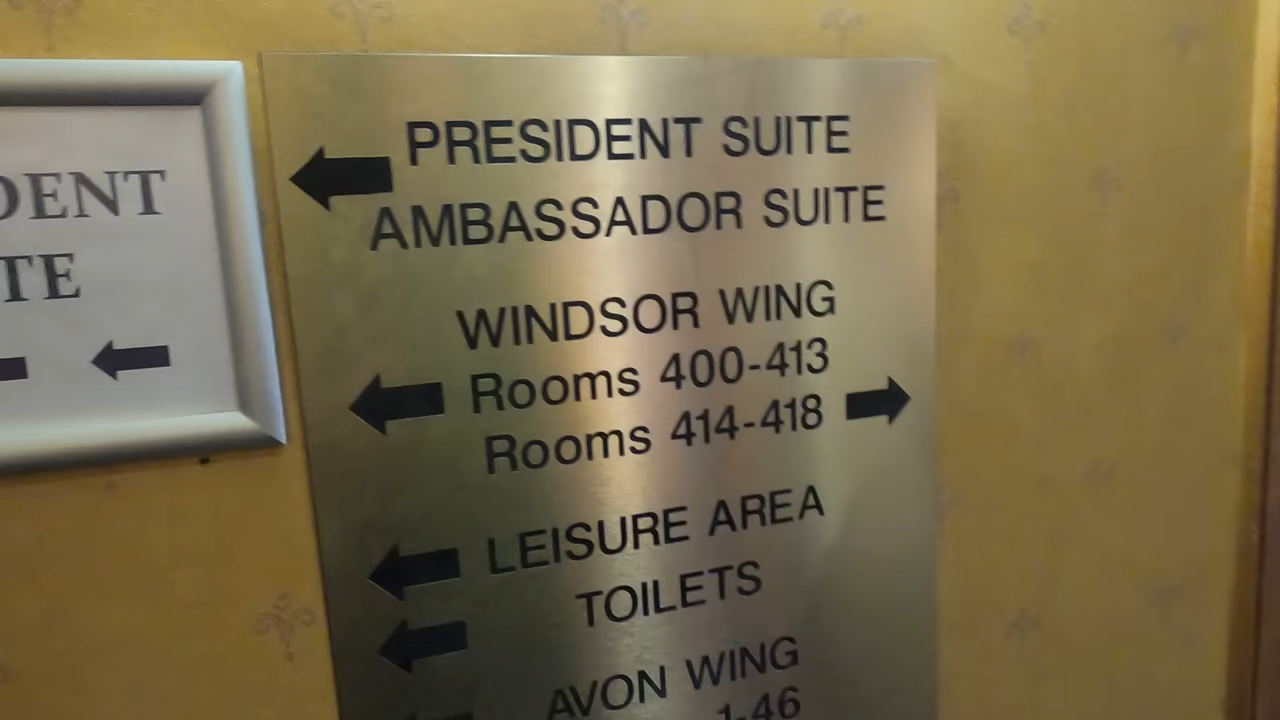 DENT
TE
PRESIDENT SUITE
AMBASSADOR SUITE
WINDSOR WING
Rooms 400-413
Rooms 414-418
LEISURE AREA
TOILETS
AVON WING
1-46